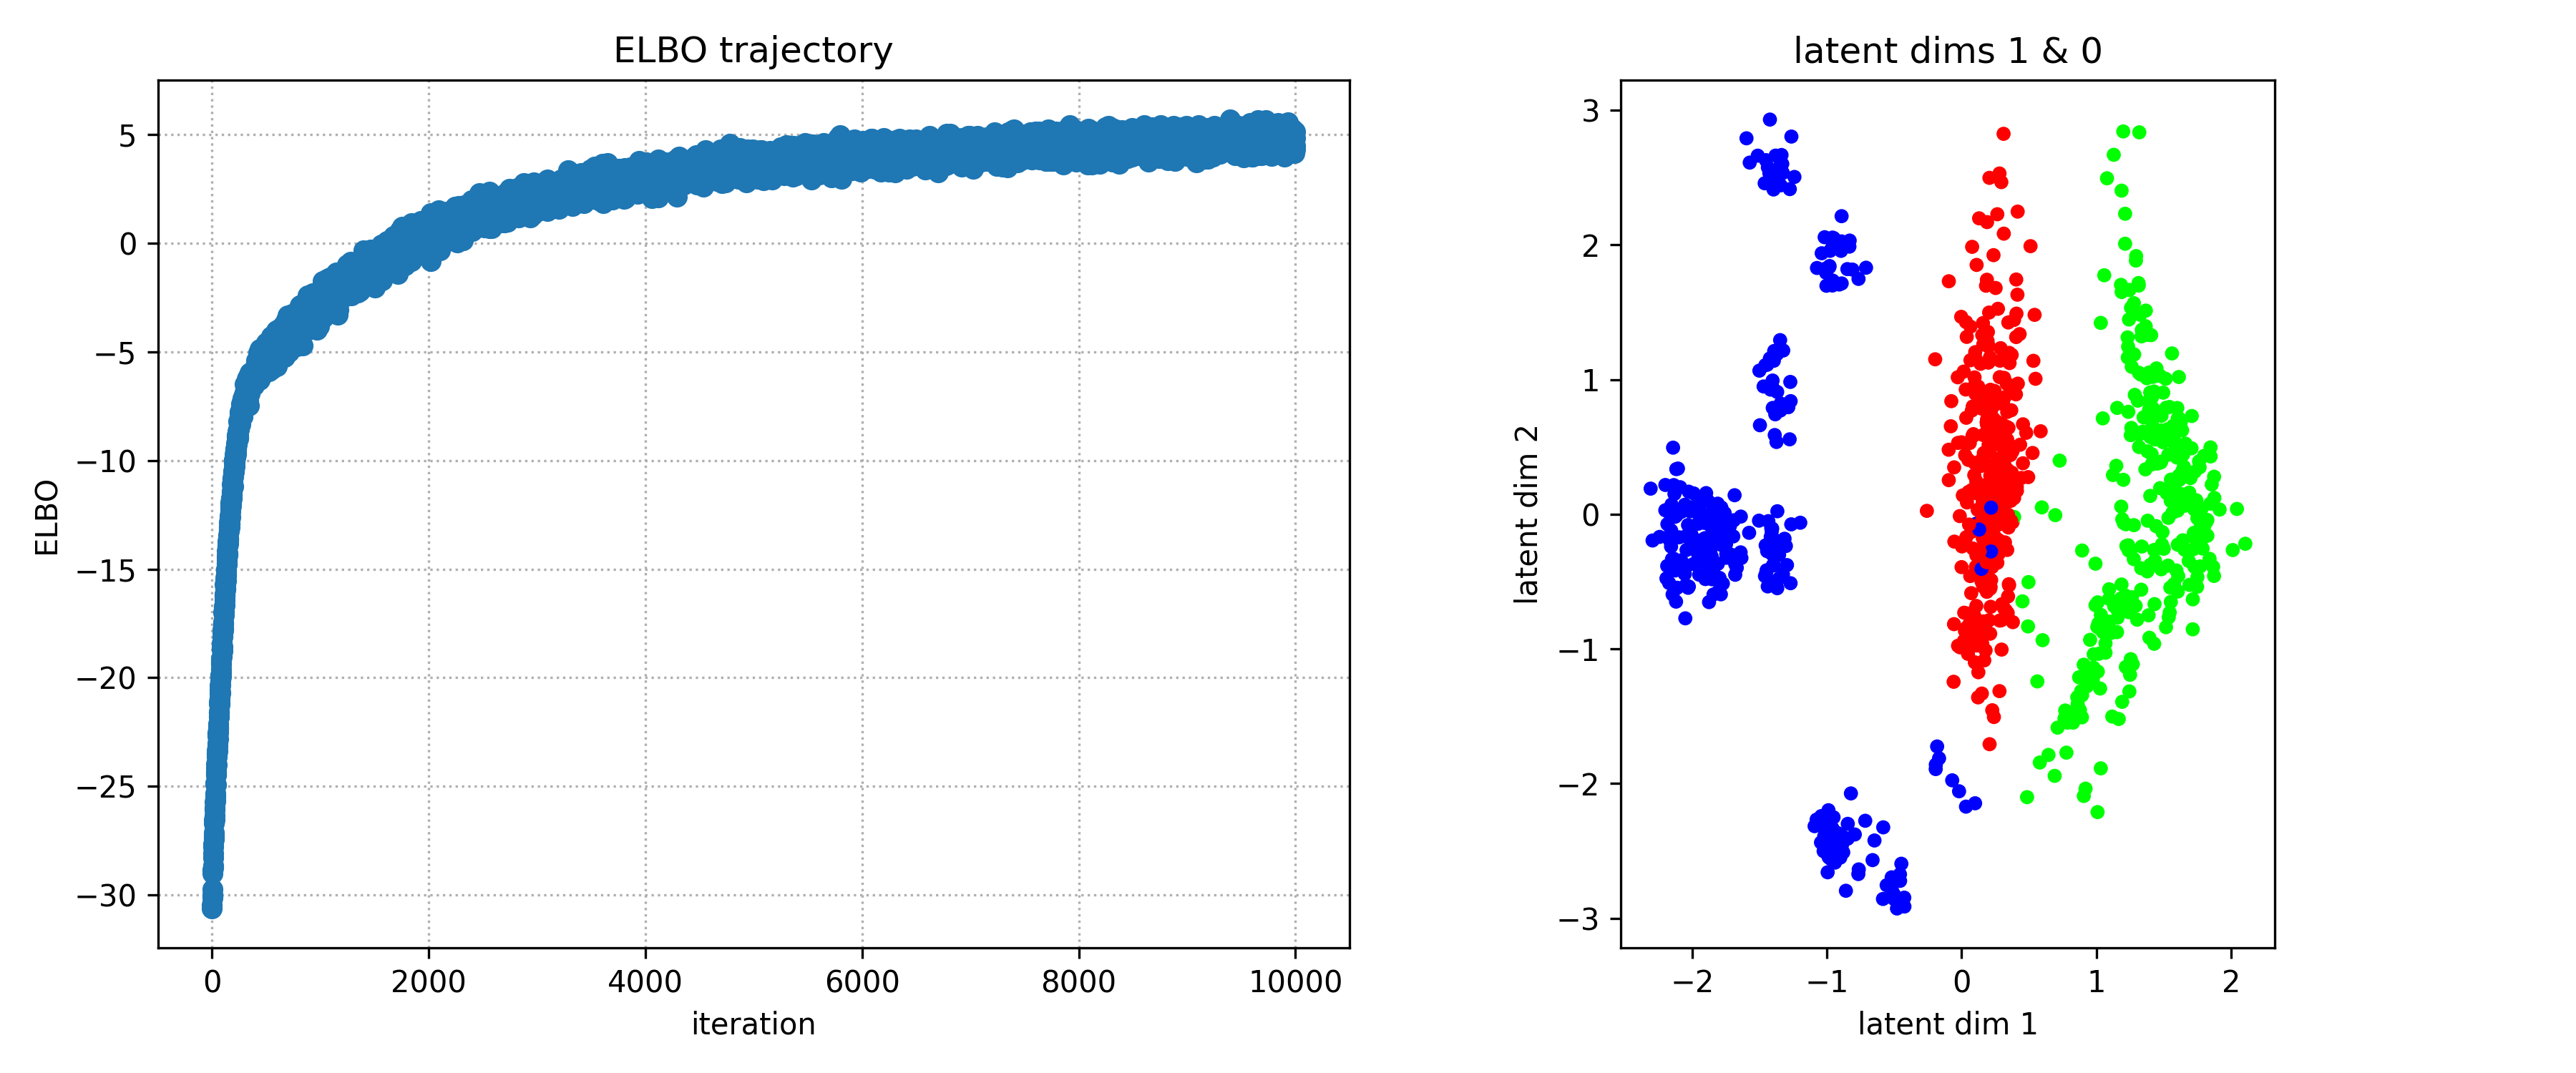 ELBO trajectory
5
0
−5
−10
−15
−20
−25
−30
ELBO
0 2000 4000 6000 8000 10000
iteration
latent dims 1 & 0
3
2
1
0
−1
−2
−3
latent dim 2
−2 −1 0 1 2
latent dim 1